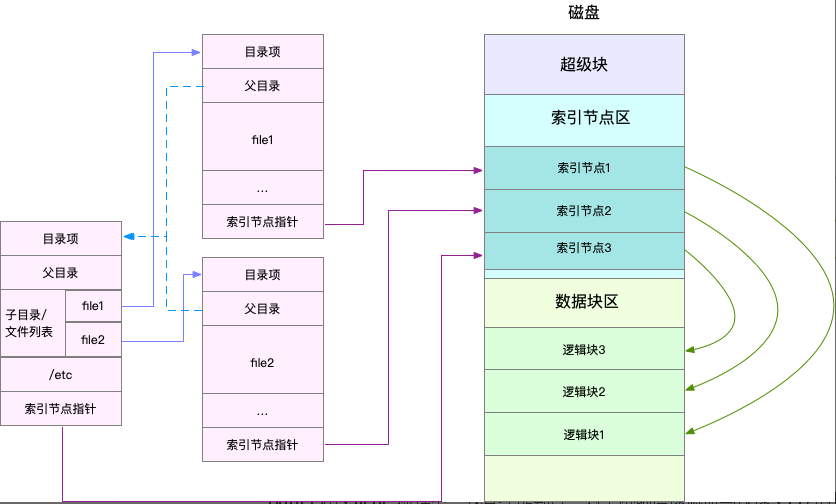 磁盘
目录项
父目录
file1
...
索引节点指针
目录项
父目录
子目录/
文件列表
file1
file2
/etc
索引节点指针
目录项
父目录
file2
...
索引节点指针
超级块
索引节点区
索引节点1
索引节点2
索引节点3
数据块区
逻辑块3
逻辑块2
逻辑块1